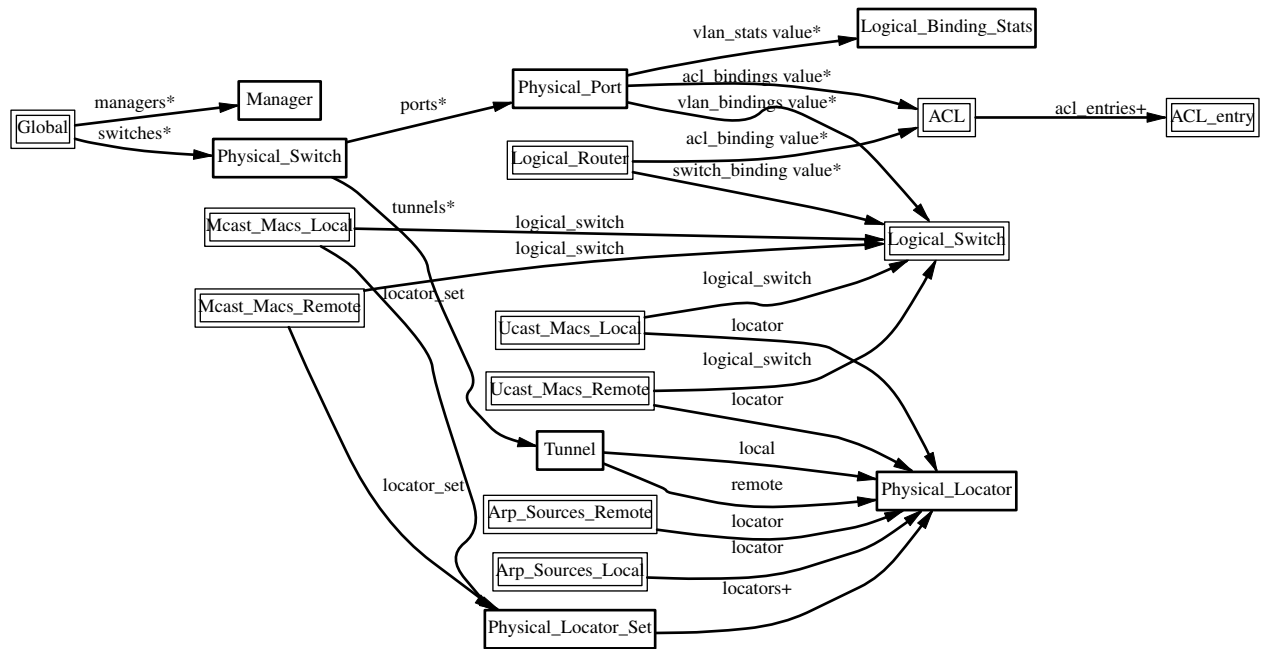 Logical_Binding_Stats
vlan_stats value*
Physical_Port
acl_bindings value*
managers*
Manager
ports*
vlan_bindings value*
ACL
acl_entries+
ACL_entry
Global
switches*
Physical_Switch
Logical_Router
acl_binding value*
switch_binding value*
tunnels*
Mcast_Macs_Local
logical_switch
Logical_Switch
logical_switch
logical_switch
Mcast_Macs_Remote
locator_set
Ucast_Macs_Local
locator
logical_switch
Ucast_Macs_Remote
locator
Tunnel
local
remote
Physical_Locator
locator_set
Arp_Sources_Remote
locator
locator
Arp_Sources_Local
locators+
Physical_Locator_Set